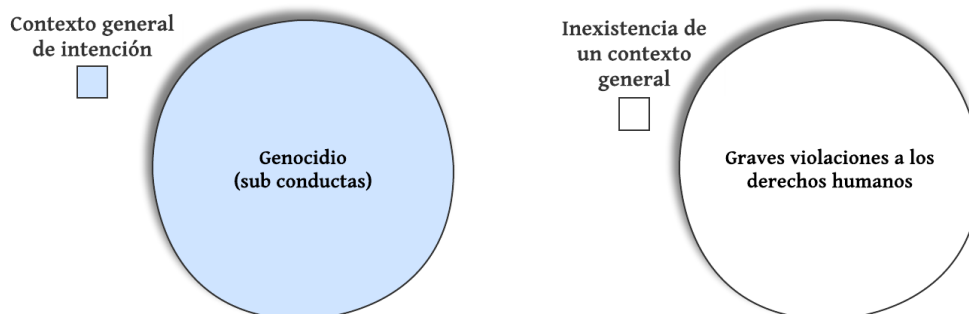 Contexto general
de intención
Genocidio
(sub conductas)
Inexistencia de
un contexto
general
Graves violaciones a los
derechos humanos